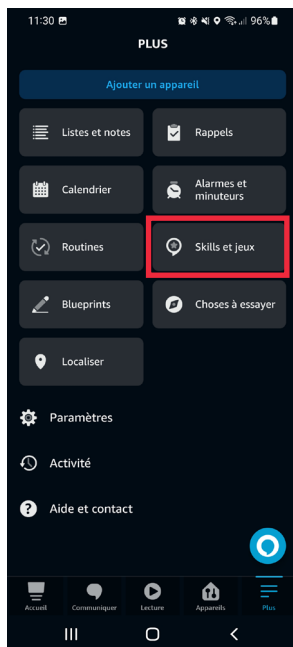 11:30 96%
PLUS
Ajouter un appareil
Listes et notes
Rappels
Calendrier
Alarmes et
minuteurs
Routines
Skills et jeux
Blueprints
Choses à essayer
Localiser
Paramètres
Activité
Aide et contact
Accueil Communiquer Lecture Appareils Plus